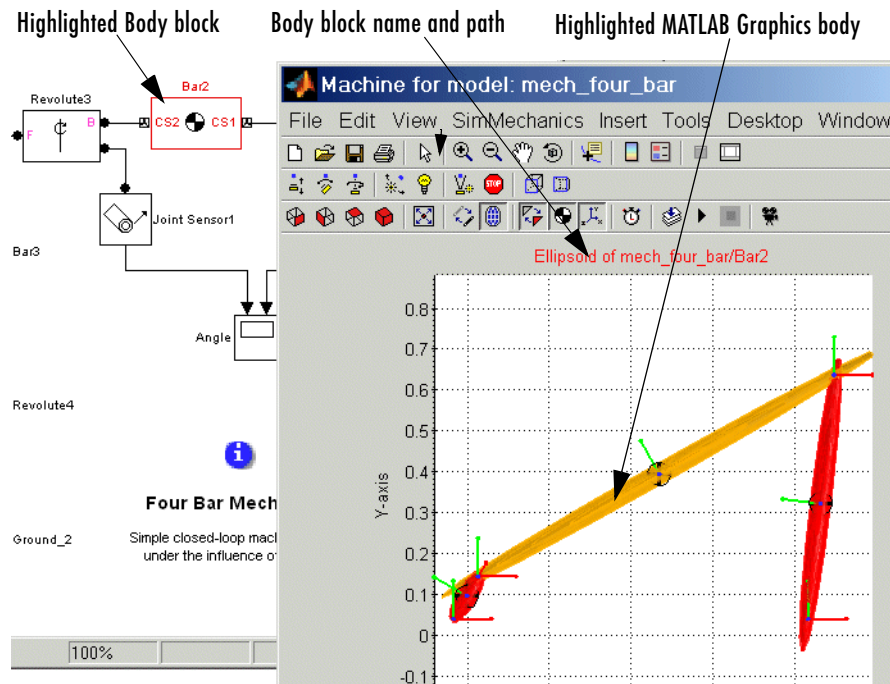 Highlighted Body block
Body block name and path
Highlighted MATLAB Graphics body
Bar2
Revolute3
B
F
CS2
CS1
Joint Sensor1
Bar3
Angle
Revolute4
i
Four Bar Mech
Ground_2
Simple closed-loop mac
under the influence of
100%
Machine for model: mech_four_bar
File Edit View SimMechanics Insert Tools Desktop Window
STOP
Ellipsoid of mech_four_bar/Bar2
0.8
0.7
0.6
0.5
0.4
0.3
0.2
0.1
0
-0.1
Y-axis